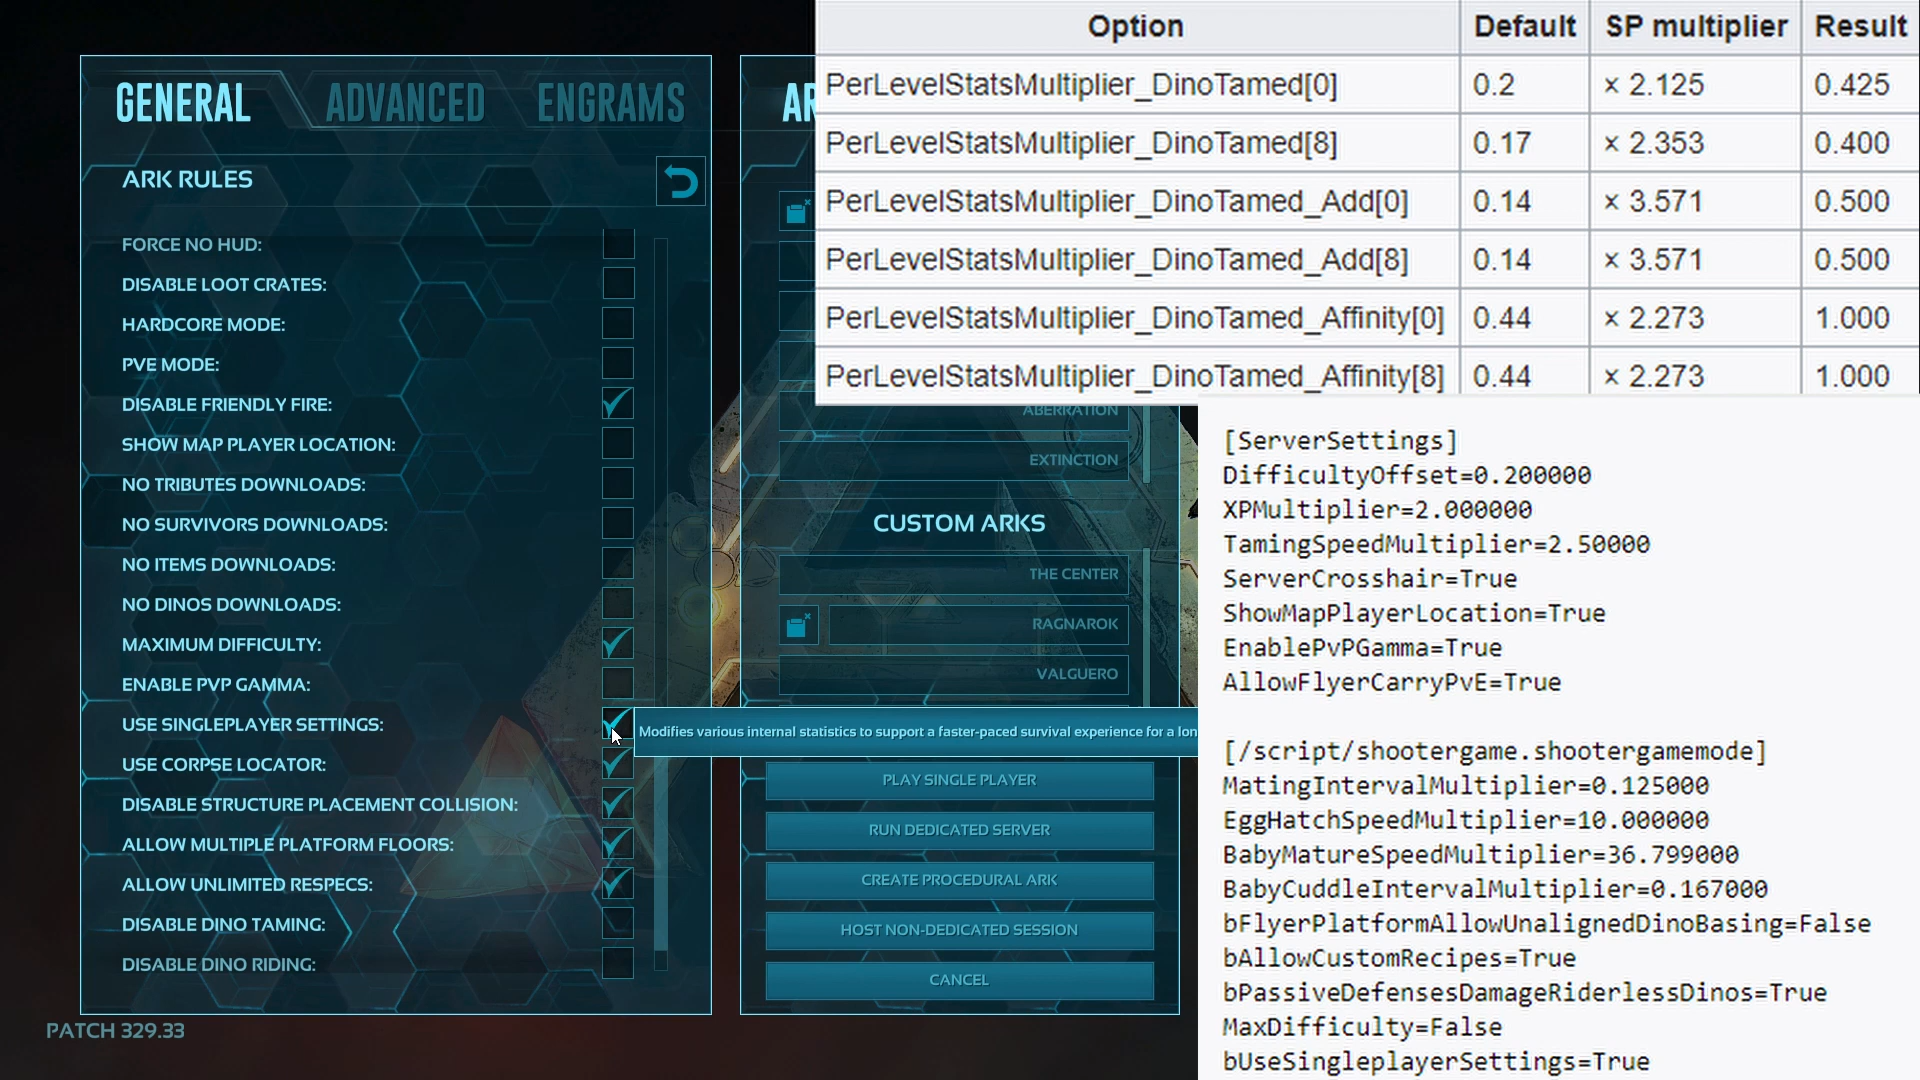 GENERAL
ADVANCED
ENGRAMS
ARK RULES
FORCE NO HUD:
DISABLE LOOT CRATES:
HARDCORE MODE:
PVE MODE:
DISABLE FRIENDLY FIRE:
SHOW MAP PLAYER LOCATION:
NO TRIBUTES DOWNLOADS:
NO SURVIVORS DOWNLOADS:
NO ITEMS DOWNLOADS:
NO DINOS DOWNLOADS:
MAXIMUM DIFFICULTY:
ENABLE PVP GAMMA:
USE SINGLEPLAYER SETTINGS:
USE CORPSE LOCATOR:
DISABLE STRUCTURE PLACEMENT COLLISION:
ALLOW MULTIPLE PLATFORM FLOORS:
ALLOW UNLIMITED RESPECS:
DISABLE DINO TAMING:
DISABLE DINO RIDING:
PATCH 329.33
Modifies various internal statistics to support a faster-paced survival experience for a lon
AR
ABERRATION
EXTINCTION
CUSTOM ARKS
THE CENTER
RAGNAROK
VALGUERO
PLAY SINGLE PLAYER
RUN DEDICATED SERVER
CREATE PROCEDURAL ARK
HOST NON-DEDICATED SESSION
CANCEL
Option Default SP multiplier Result
PerLevelStatsMultiplier_DinoTamed[0] 0.2 × 2.125 0.425
PerLevelStatsMultiplier_DinoTamed[8] 0.17 × 2.353 0.400
PerLevelStatsMultiplier_DinoTamed_Add[0] 0.14 × 3.571 0.500
PerLevelStatsMultiplier_DinoTamed_Add[8] 0.14 × 3.571 0.500
PerLevelStatsMultiplier_DinoTamed_Affinity[0] 0.44 × 2.273 1.000
PerLevelStatsMultiplier_DinoTamed_Affinity[8] 0.44 × 2.273 1.000
[ServerSettings]
DifficultyOffset=0.200000
XPMultiplier=2.000000
TamingSpeedMultiplier=2.50000
ServerCrosshair=True
ShowMapPlayerLocation=True
EnablePvPGamma=True
AllowFlyerCarryPvE=True
[/script/shootergame.shootergamemode]
MatingIntervalMultiplier=0.125000
EggHatchSpeedMultiplier=10.000000
BabyMatureSpeedMultiplier=36.799000
BabyCuddleIntervalMultiplier=0.167000
bFlyerPlatformAllowUnalignedDinoBasing=False
bAllowCustomRecipes=True
bPassiveDefensesDamageRiderlessDinos=True
MaxDifficulty=False
bUseSingleplayerSettings=True